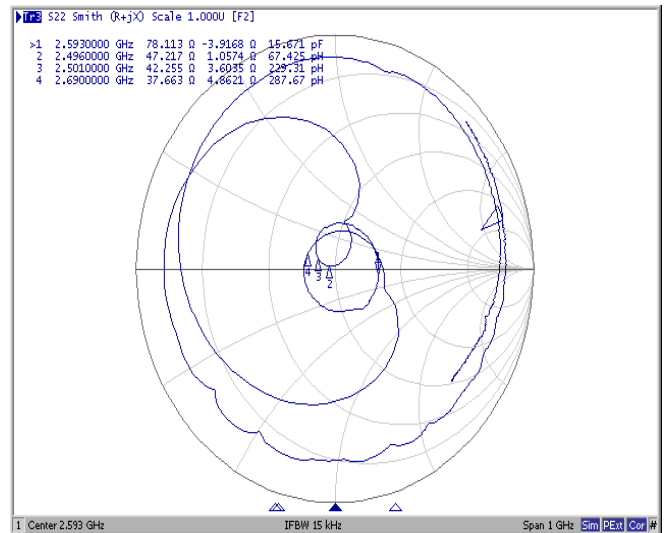 Tr3 S22 Smith (R+jX) Scale 1.000U [F2]
>1 2.5930000 GHz 78.113 Ω -3.9168 Ω 15.671 pF
2 2.4960000 GHz 47.217 Ω 1.0574 Ω 67.425 pH
3 2.5010000 GHz 42.255 Ω 3.6035 Ω 229.31 pH
4 2.6900000 GHz 37.663 Ω 4.8621 Ω 287.67 pH
4 3 2
1 Center 2.593 GHz IFBW 15 kHz Span 1 GHz Sim PExt Cor #